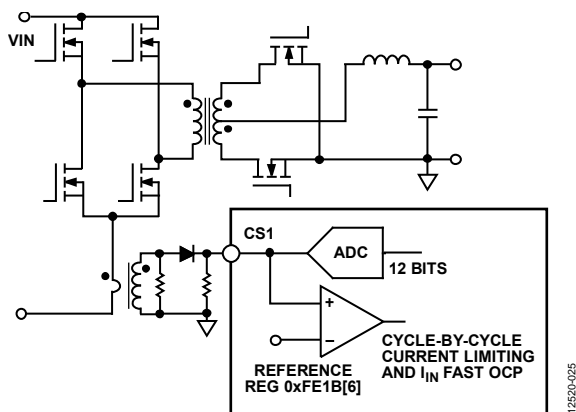 VIN
CS1
ADC
12 BITS
+
−
REFERENCE
REG 0xFE1B[6]
CYCLE-BY-CYCLE
CURRENT LIMITING
AND IIN FAST OCP
12520-025